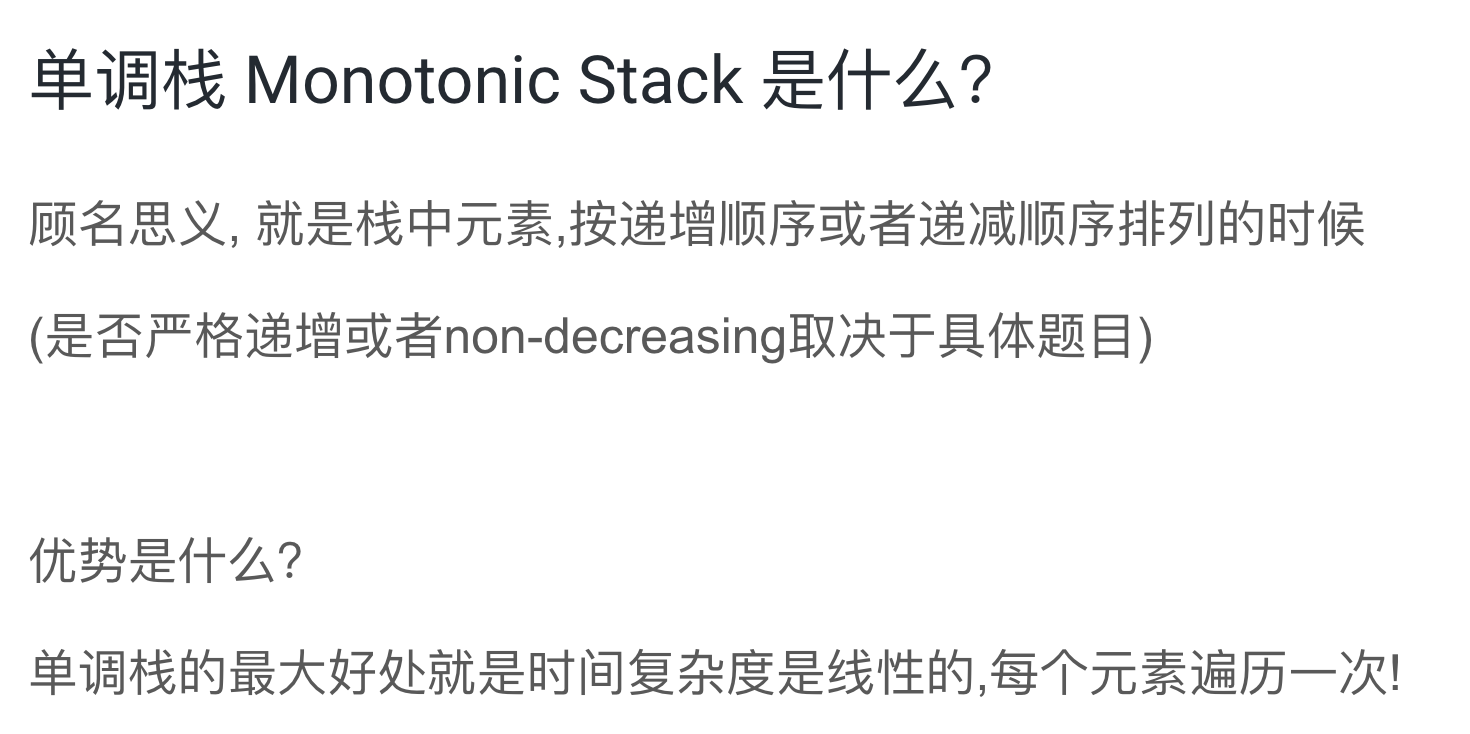 单调栈 Monotonic Stack 是什么?
顾名思义, 就是栈中元素,按递增顺序或者递减顺序排列的时候
(是否严格递增或者non-decreasing取决于具体题目)
优势是什么?
单调栈的最大好处就是时间复杂度是线性的,每个元素遍历一次!